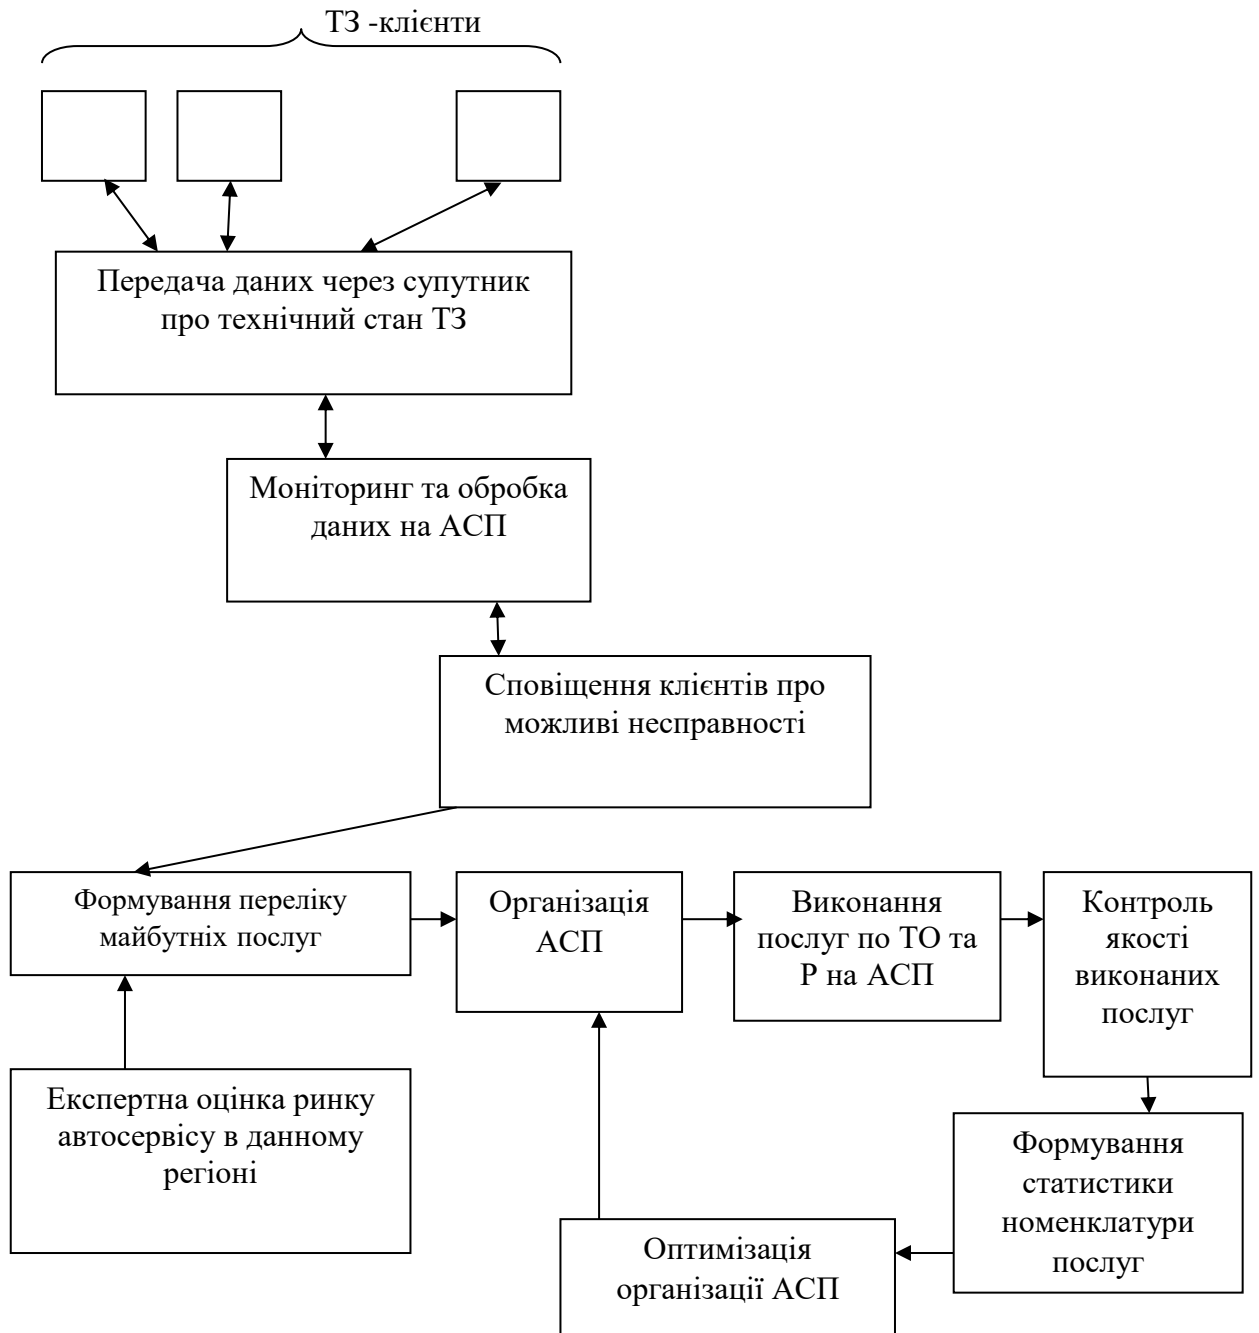 ТЗ -клієнти
Передача даних через супутник
про технічний стан ТЗ
Моніторинг та обробка
даних на АСП
Сповіщення клієнтів про
можливі несправності
Формування переліку
майбутніх послуг
Організація
АСП
Виконання
послуг по ТО та
Р на АСП
Контроль
якості
виконаних
послуг
Експертна оцінка ринку
автосервісу в данному
регіоні
Формування
статистики
номенклатури
послуг
Оптимізація
організації АСП